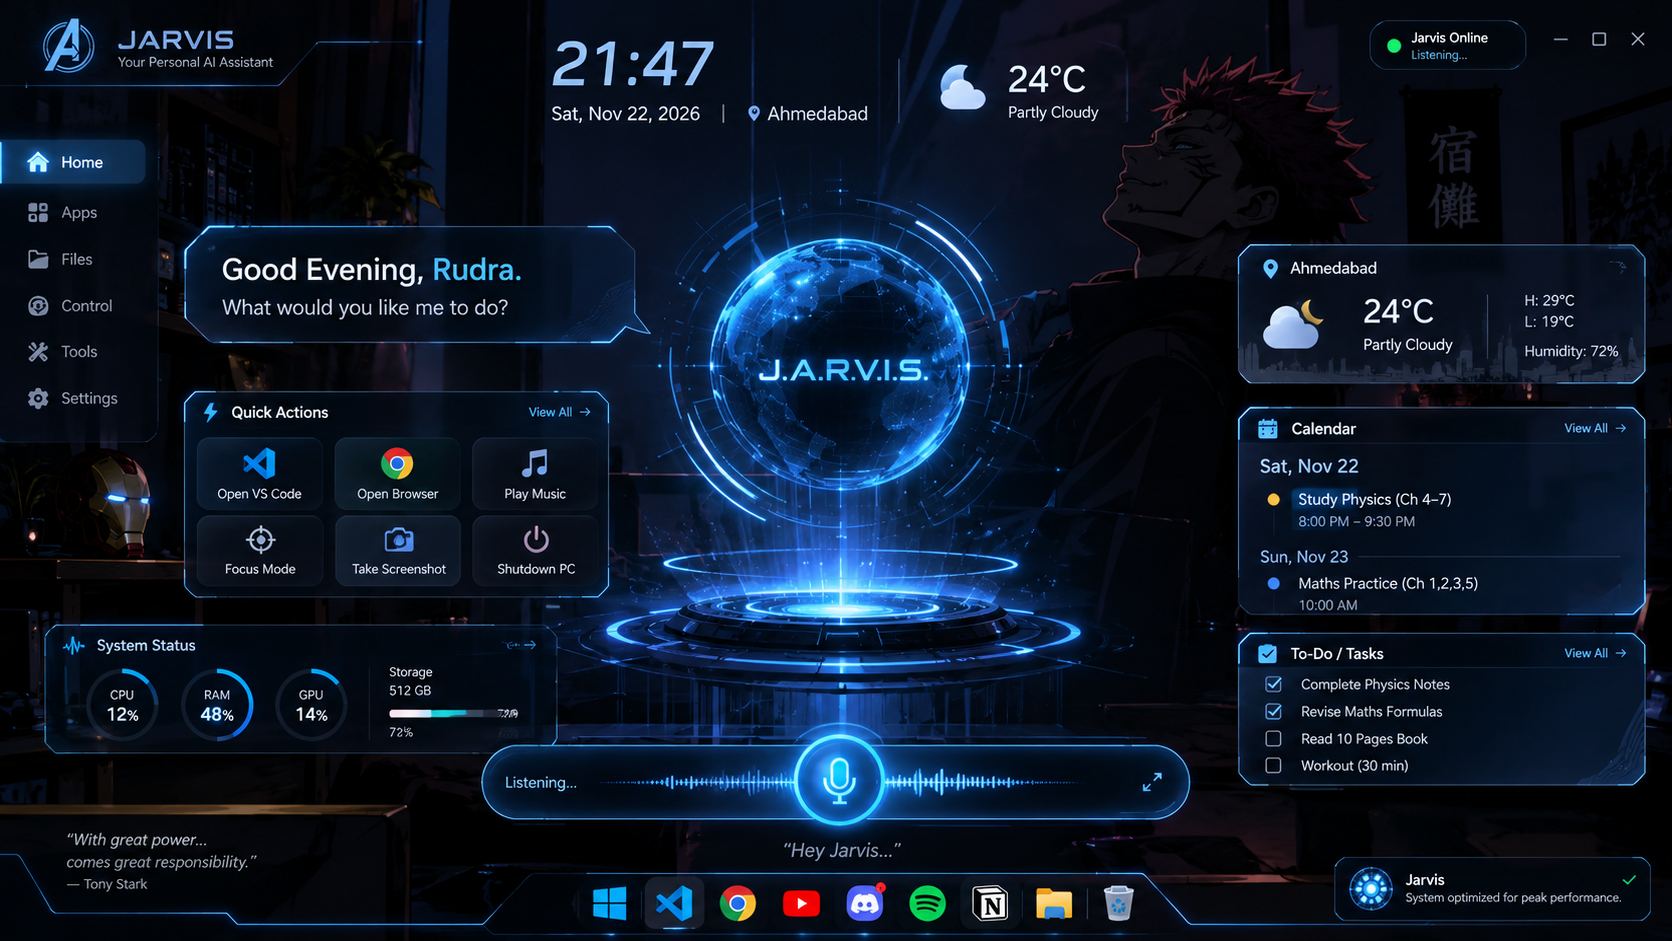 JARVIS
Your Personal AI Assistant
21:47
Sat, Nov 22, 2026 | Ahmedabad
24°C
Partly Cloudy
Jarvis Online
Listening...
宿
儺
Home
Apps
Files
Control
Tools
Settings
Good Evening, Rudra.
What would you like me to do?
J.A.R.V.I.S.
Quick Actions
View All →
Open VS Code
Open Browser
Play Music
Focus Mode
Take Screenshot
Shutdown PC
System Status
CPU
12%
RAM
48%
GPU
14%
Storage
512 GB
72%
Ahmedabad
24°C
Partly Cloudy
H: 29°C
L: 19°C
Humidity: 72%
Calendar
View All →
Sat, Nov 22
Study Physics (Ch 4–7)
8:00 PM – 9:30 PM
Sun, Nov 23
Maths Practice (Ch 1,2,3,5)
10:00 AM
To-Do / Tasks
View All →
Complete Physics Notes
Revise Maths Formulas
Read 10 Pages Book
Workout (30 min)
Listening...
“Hey Jarvis...”
“With great power...
comes great responsibility.”
— Tony Stark
N
Jarvis
System optimized for peak performance.